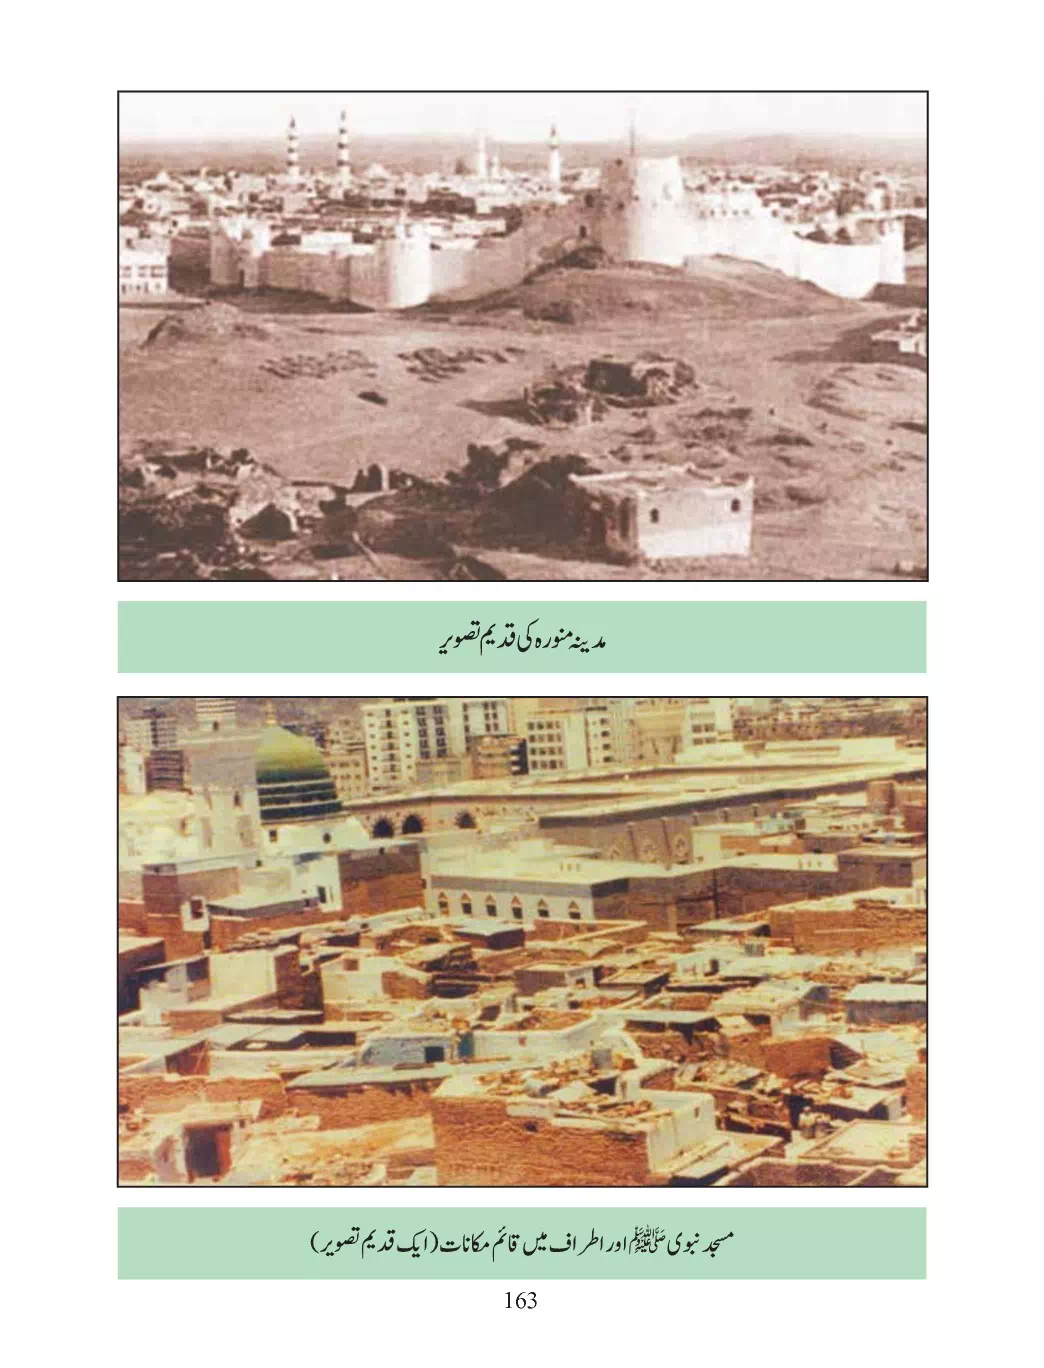 مدینہ منورہ کی قدیم تصویر
مسجد نبوی ﷺ اور اطراف میں قائم مکانات (ایک قدیم تصویر)
163